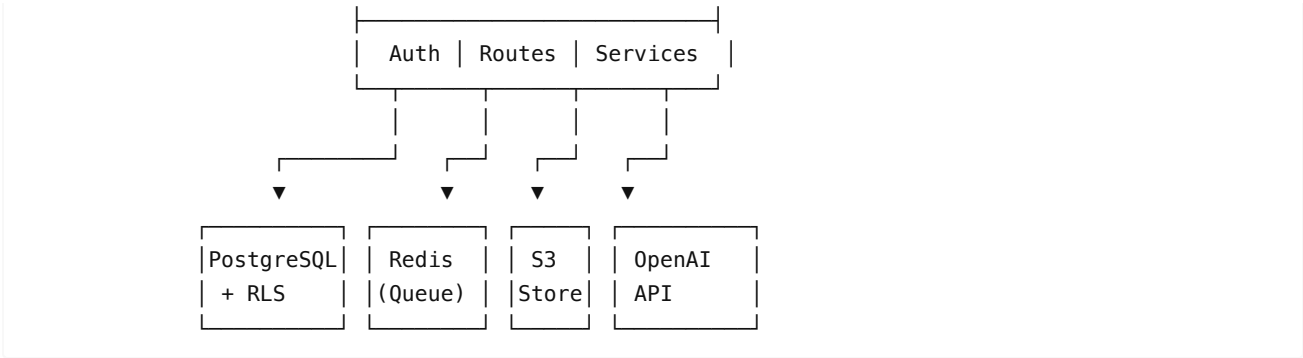 Auth | Routes | Services
PostgreSQL Redis S3 OpenAI
+ RLS (Queue) Store API